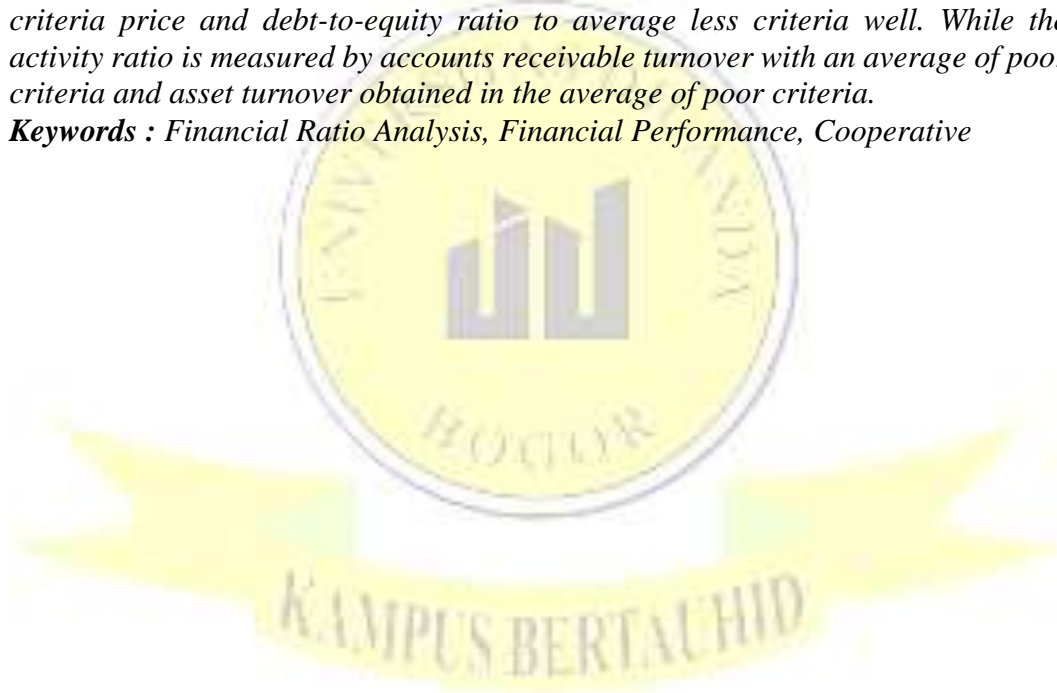 criteria price and debt-to-equity ratio to average less criteria well. While the
activity ratio is measured by accounts receivable turnover with an average of poor
criteria and asset turnover obtained in the average of poor criteria.
Keywords : Financial Ratio Analysis, Financial Performance, Cooperative
BOGOR
KAMPUS BERTAUHID